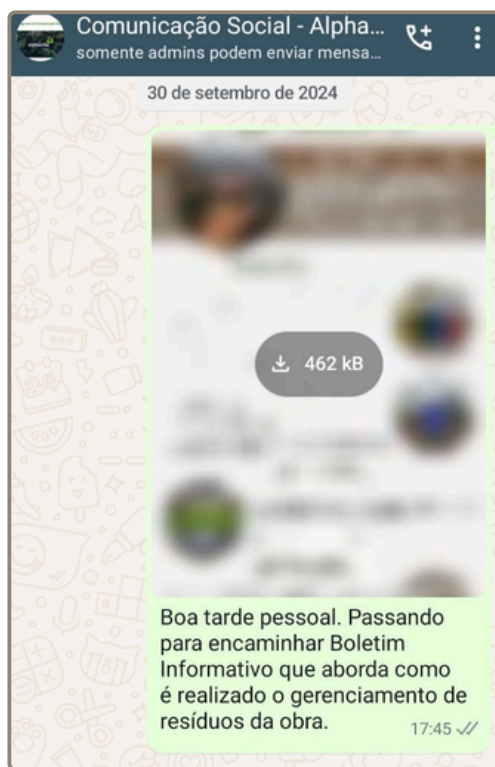 Comunicação Social - Alpha...
somente admins podem enviar mensa...
30 de setembro de 2024
462 kB
Boa tarde pessoal. Passando
para encaminhar Boletim
Informativo que aborda como
é realizado o gerenciamento de
resíduos da obra.
17:45